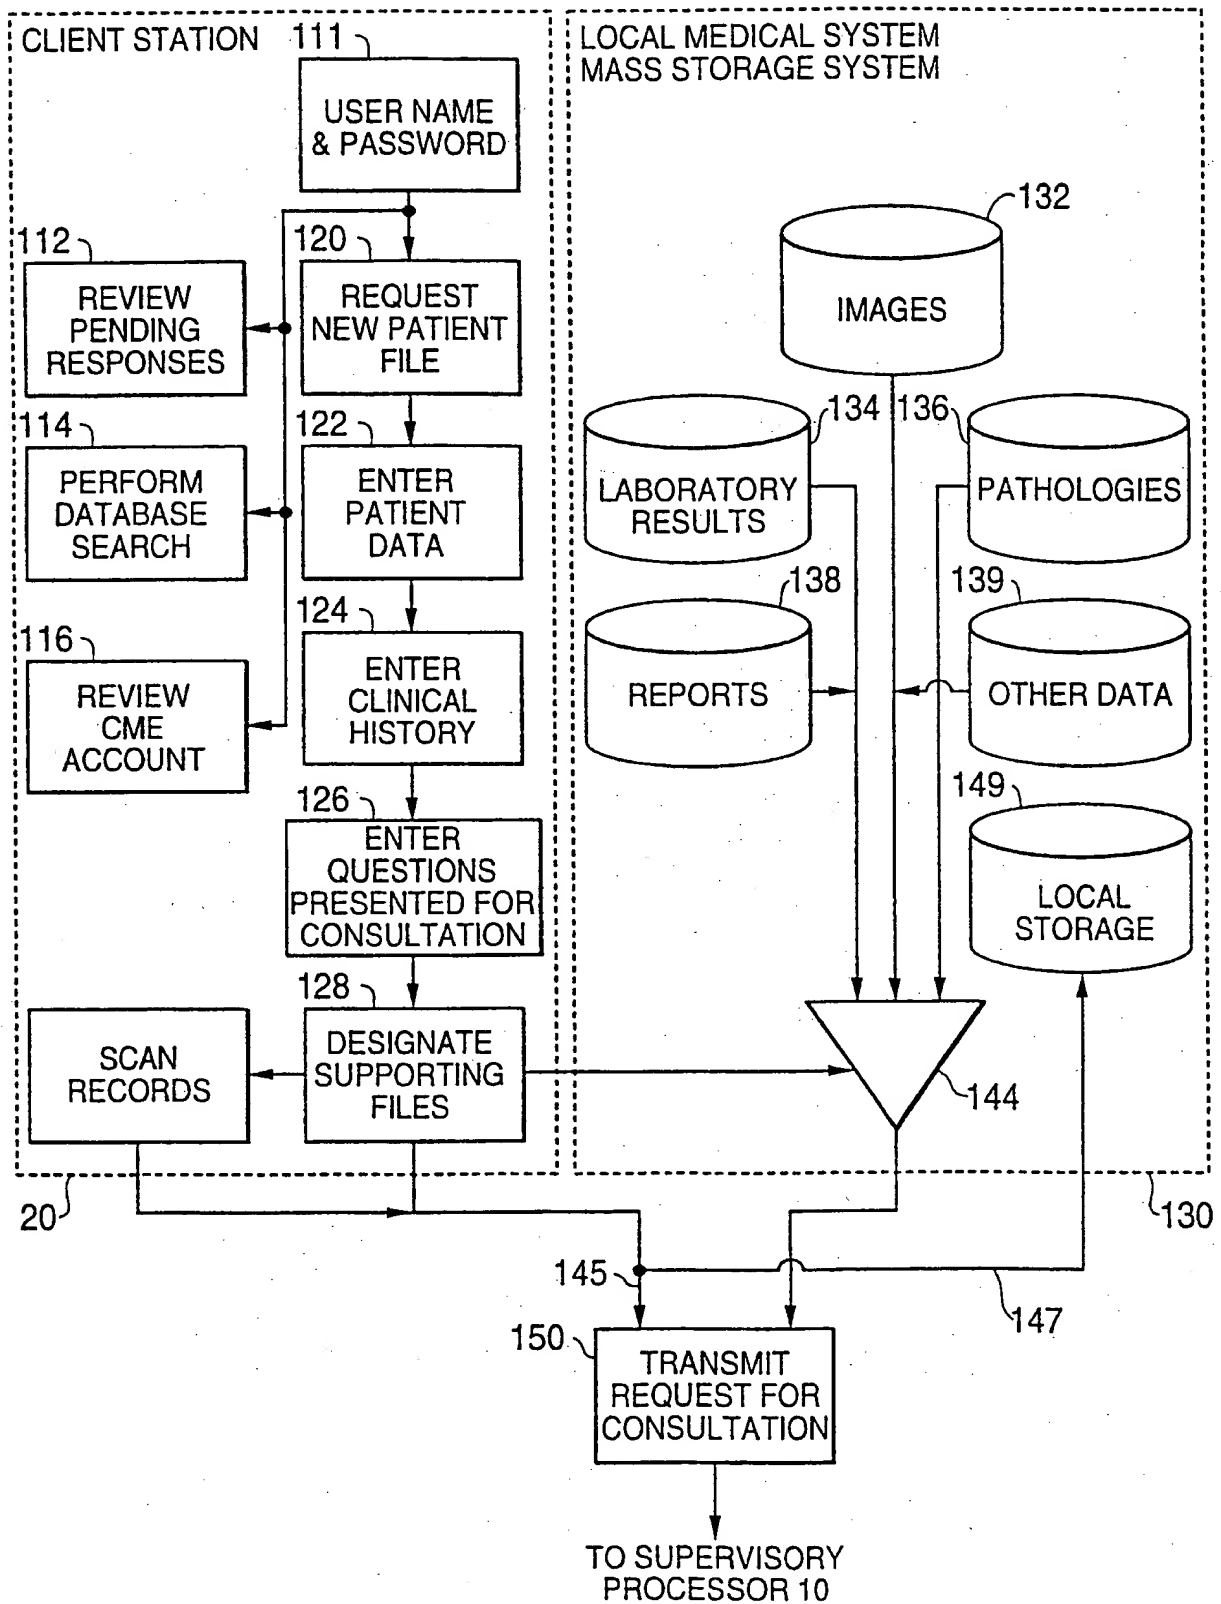 CLIENT STATION
111
USER NAME
& PASSWORD
112
REVIEW
PENDING
RESPONSES
120
REQUEST
NEW PATIENT
FILE
114
PERFORM
DATABASE
SEARCH
122
ENTER
PATIENT
DATA
116
REVIEW
CME
ACCOUNT
124
ENTER
CLINICAL
HISTORY
126
ENTER
QUESTIONS
PRESENTED FOR
CONSULTATION
128
DESIGNATE
SUPPORTING
FILES
SCAN
RECORDS
20
LOCAL MEDICAL SYSTEM
MASS STORAGE SYSTEM
132
IMAGES
134
LABORATORY
RESULTS
136
PATHOLOGIES
138
REPORTS
139
OTHER DATA
149
LOCAL
STORAGE
144
130
145
147
150
TRANSMIT
REQUEST FOR
CONSULTATION
TO SUPERVISORY
PROCESSOR 10